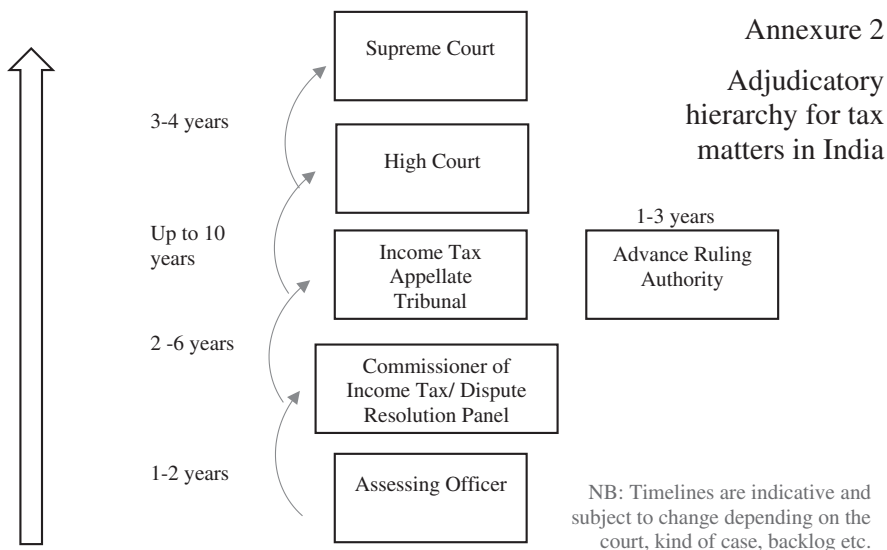 Annexure 2
Adjudicatory
hierarchy for tax
matters in India
Supreme Court
3-4 years
High Court
Up to 10
years
1-3 years
Income Tax
Appellate
Tribunal
Advance Ruling
Authority
2 -6 years
Commissioner of
Income Tax/ Dispute
Resolution Panel
1-2 years
Assessing Officer
NB: Timelines are indicative and
subject to change depending on the
court, kind of case, backlog etc.